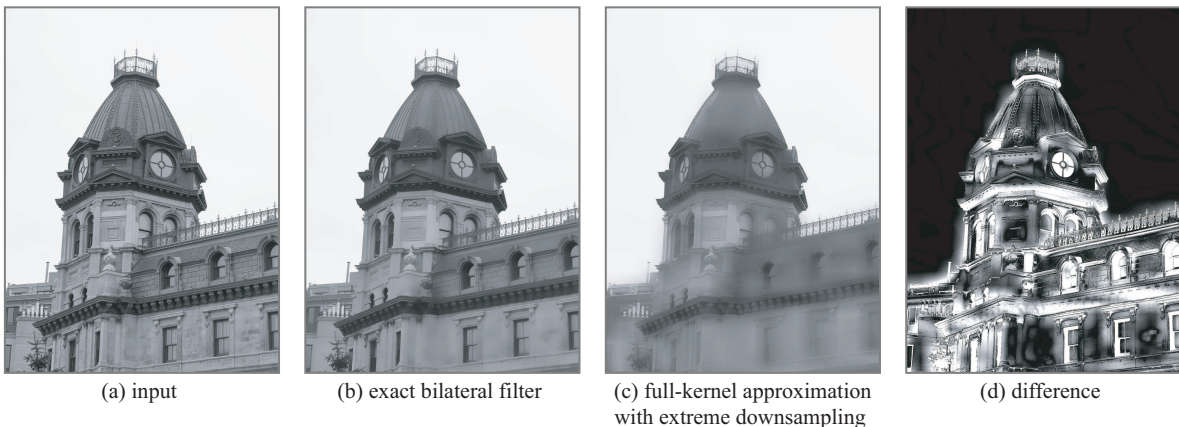 (a) input
(b) exact bilateral filter
(c) full-kernel approximation
with extreme downsampling
(d) difference